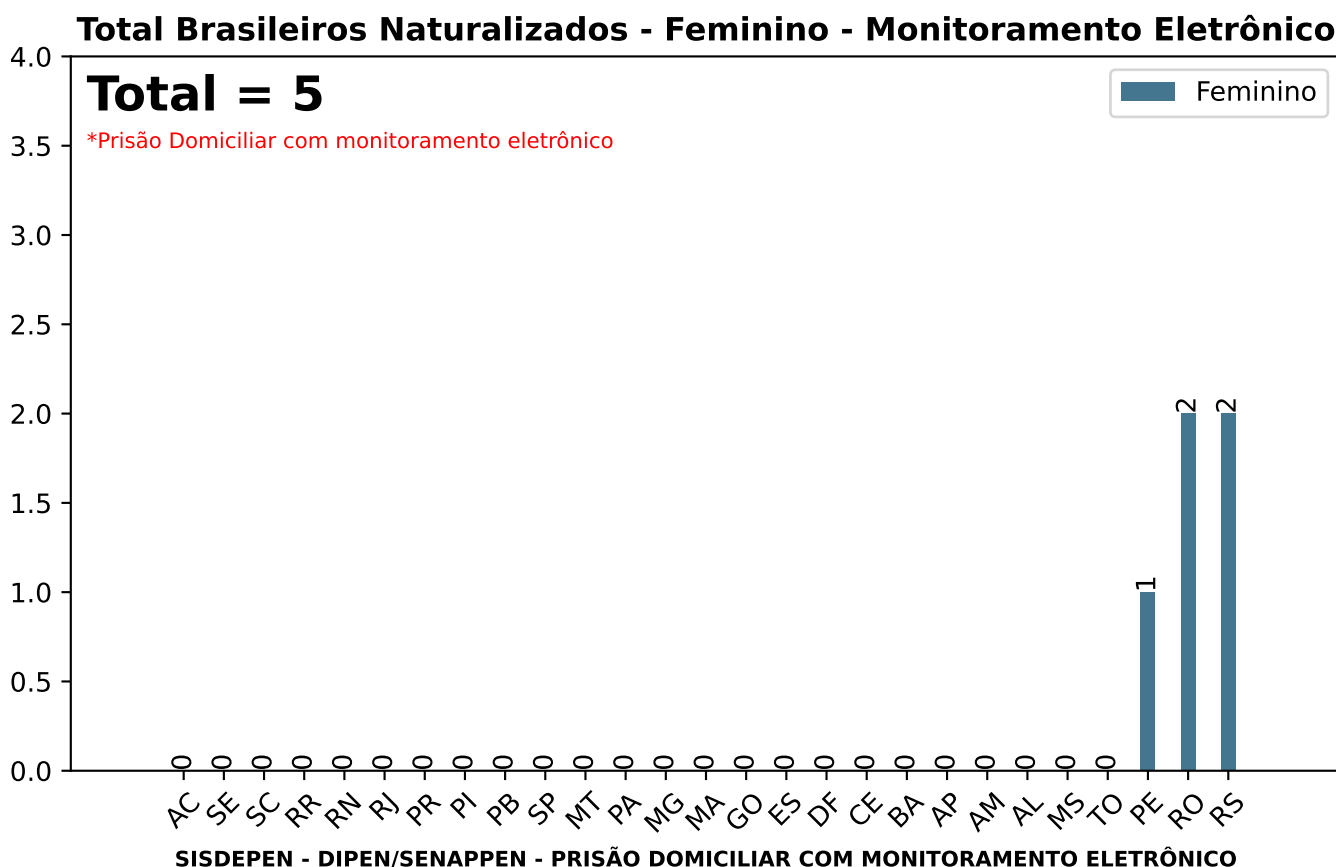 Total Brasileiros Naturalizados - Feminino - Monitoramento Eletrônico
4.0
Total = 5
Feminino
*Prisão Domiciliar com monitoramento eletrônico
3.5
3.0
2.5
2.0
1.5
1.0
0.5
0.0
0 0 0 0 0 0 0 0 0 0 0 0 0 0 0 0 0 0 0 0 0 0 0 0 1 2 2
AC SE SC RR RN RJ PR PI PB SP MT PA MG MA GO ES DF CE BA AP AM AL MS TO PE RO RS
SISDEPEN - DIPEN/SENAPPEN - PRISÃO DOMICILIAR COM MONITORAMENTO ELETRÔNICO